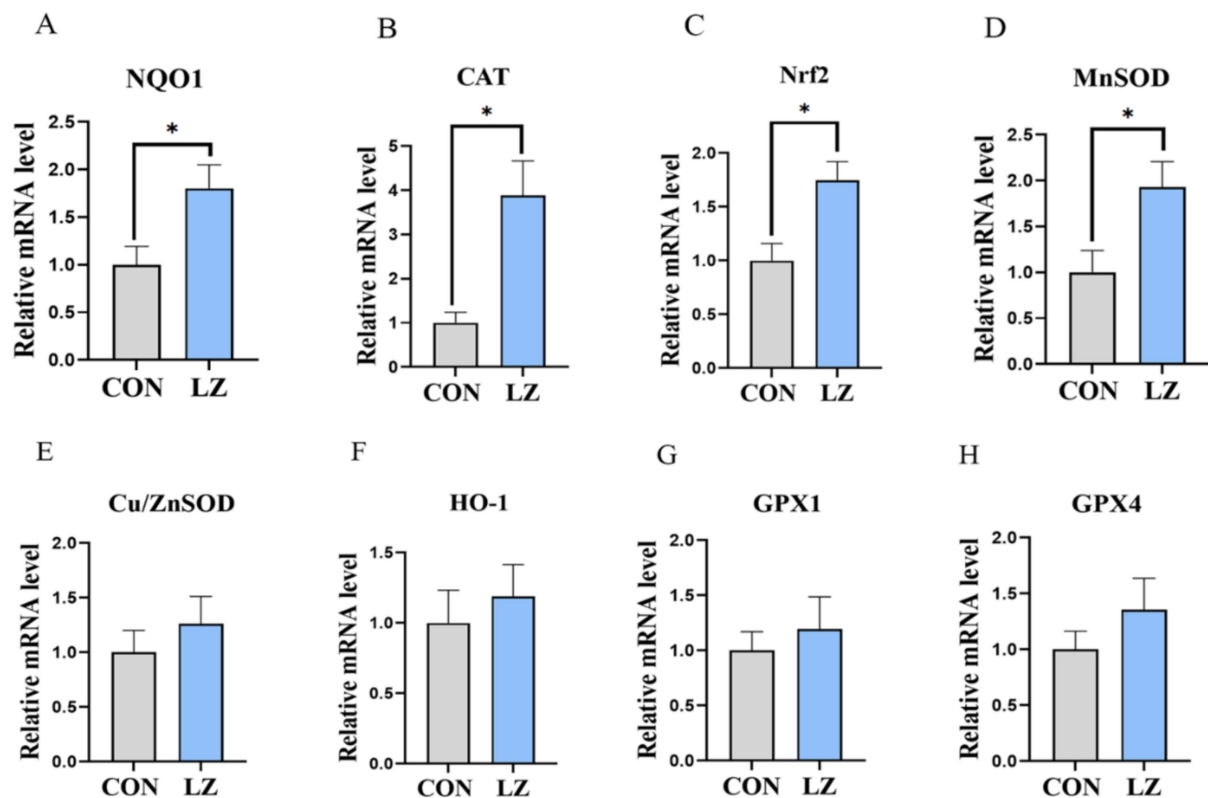 A
B
C
D
NQO1
CAT
Nrf2
MnSOD
*
*
*
*
Relative mRNA level
2.5
2.0
1.5
1.0
0.5
0.0
CON LZ
Relative mRNA level
5
4
3
2
1
0
CON LZ
Relative mRNA level
2.0
1.5
1.0
0.5
0.0
CON LZ
Relative mRNA level
2.5
2.0
1.5
1.0
0.5
0.0
CON LZ
E
F
G
H
Cu/ZnSOD
HO-1
GPX1
GPX4
Relative mRNA level
2.0
1.5
1.0
0.5
0.0
CON LZ
Relative mRNA level
1.5
1.0
0.5
0.0
CON LZ
Relative mRNA level
2.0
1.5
1.0
0.5
0.0
CON LZ
Relative mRNA level
2.0
1.5
1.0
0.5
0.0
CON LZ